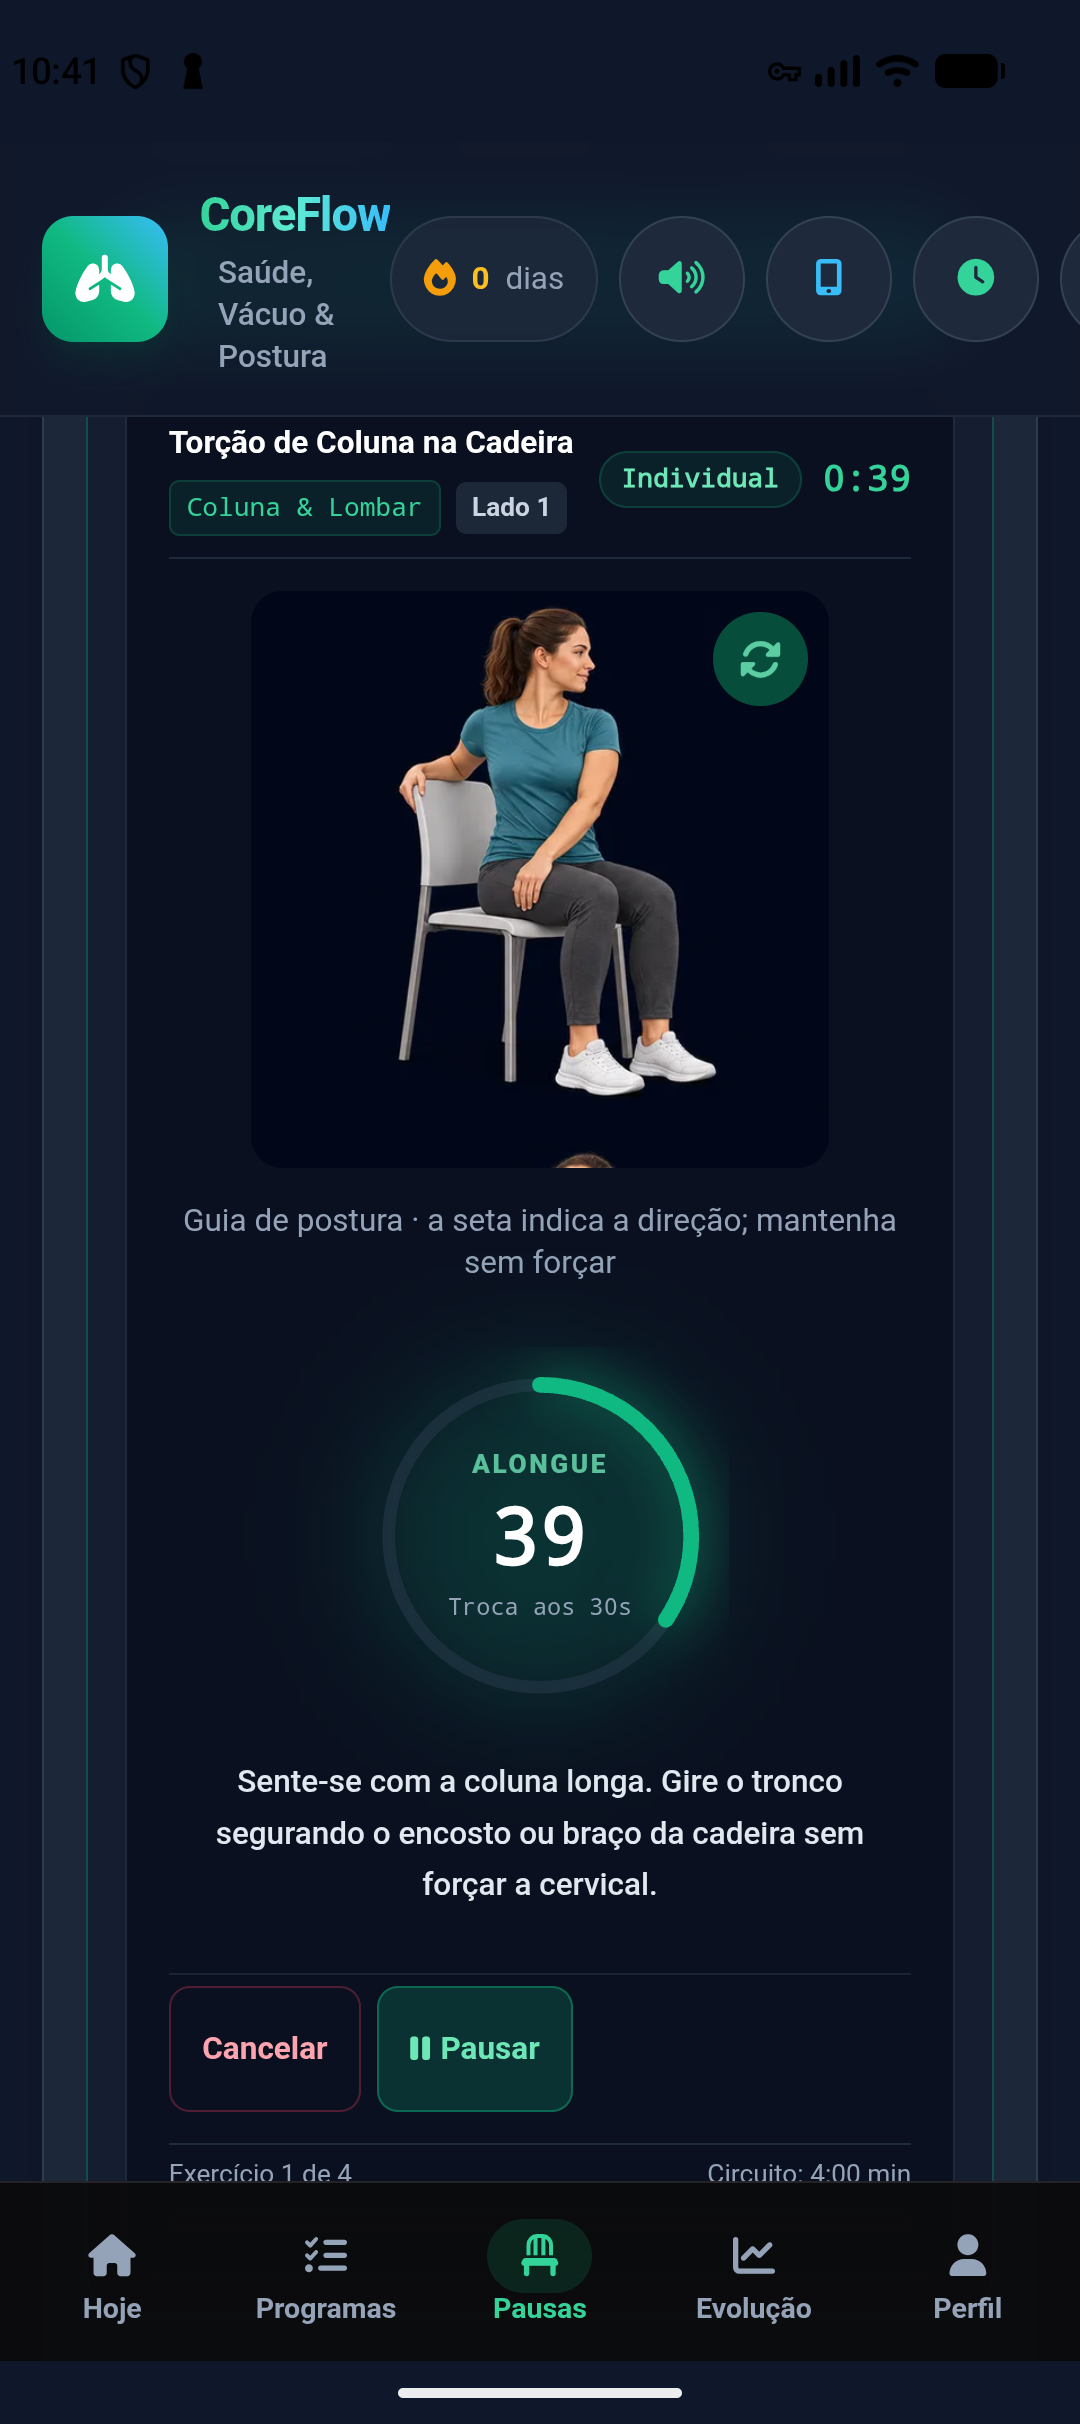 10:41
CoreFlow
Saúde,
Vácuo &
Postura
0 dias
Torção de Coluna na Cadeira
Coluna & Lombar
Lado 1
Individual
0:39
Guia de postura · a seta indica a direção; mantenha
sem forçar
ALONGUE
39
Troca aos 30s
Sente-se com a coluna longa. Gire o tronco
segurando o encosto ou braço da cadeira sem
forçar a cervical.
Cancelar
Pausar
Exercício 1 de 4
Circuito: 4:00 min
Hoje
Programas
Pausas
Evolução
Perfil